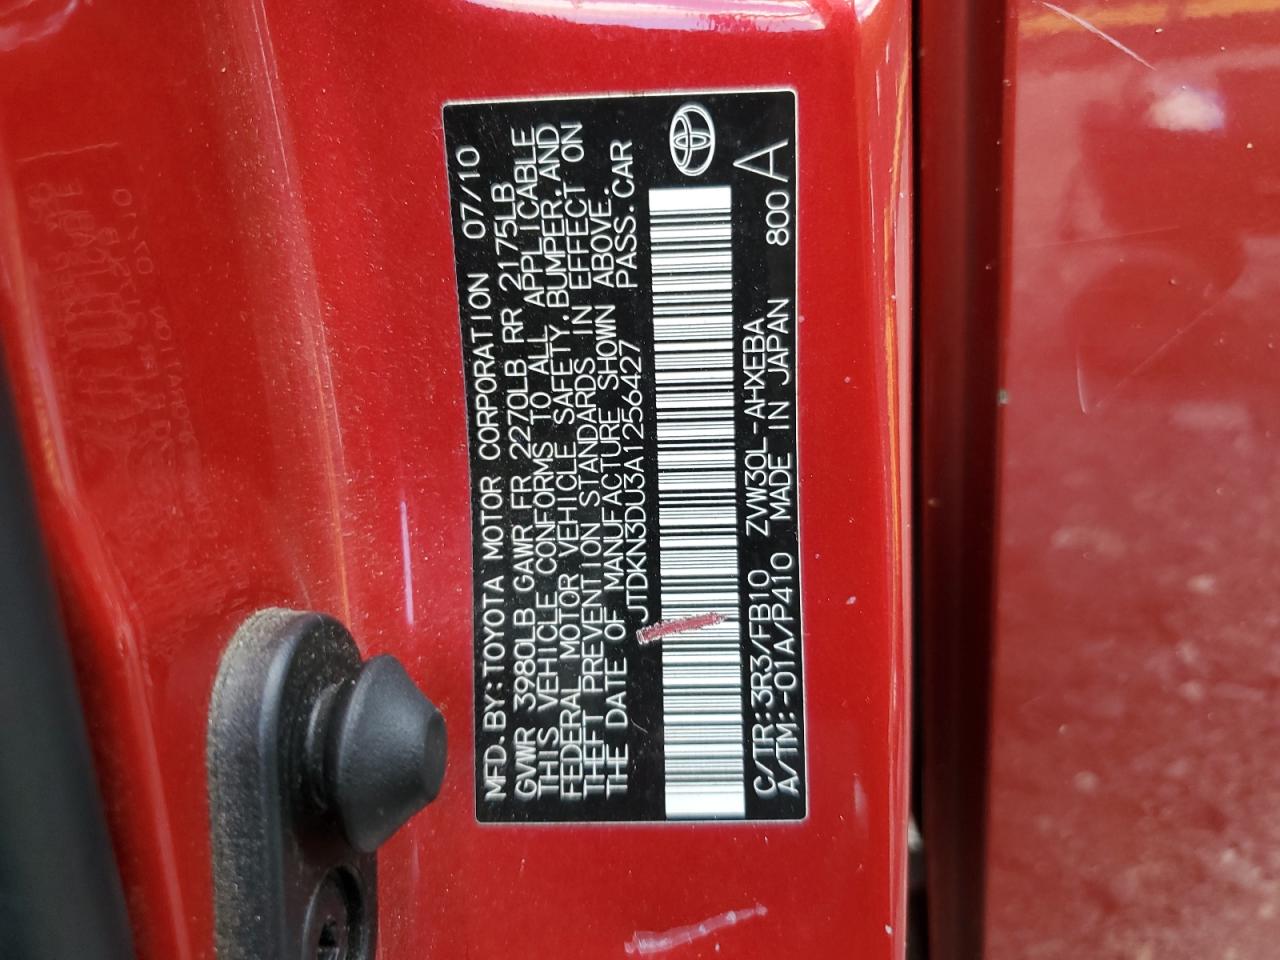 MFD.BY:TOYOTA MOTOR CORPORATION 07/10
GVWR 3980LB GAWR FR 2270LB RR 2175LB
THIS VEHICLE CONFORMS TO ALL APPLICABLE
FEDERAL MOTOR VEHICLE SAFETY.BUMPER.AND
THEFT PREVENTION STANDARDS IN EFFECT ON
THE DATE OF MANUFACTURE SHOWN ABOVE.
JTDKN3DU3A1256427 PASS.CAR
C/TR:3R3/FB10 ZVW30L-AHXEBA
A/TM:-01A/P410 MADE IN JAPAN 800 A